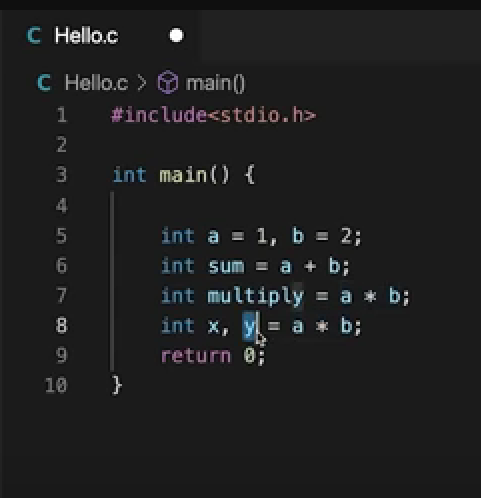 C Hello.c
C Hello.c > main()
1 #include<stdio.h>
2
3 int main() {
4
5     int a = 1, b = 2;
6     int sum = a + b;
7     int multiply = a * b;
8     int x, y = a * b;
9     return 0;
10 }